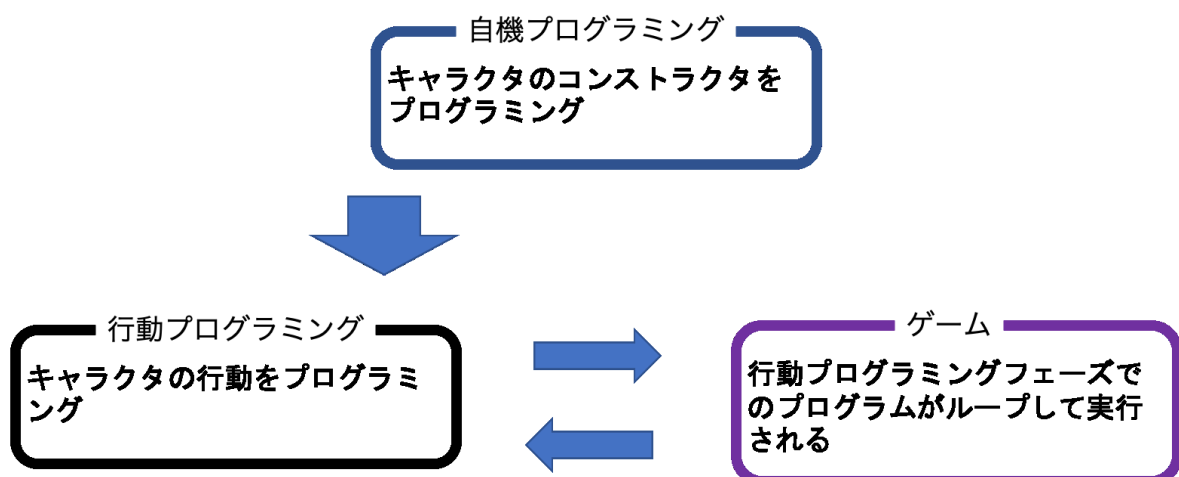 自機プログラミング
キャラクタのコンストラクタを
プログラミング
行動プログラミング
キャラクタの行動をプログラミ
ング
ゲーム
行動プログラミングフェーズで
のプログラムがループして実行
される